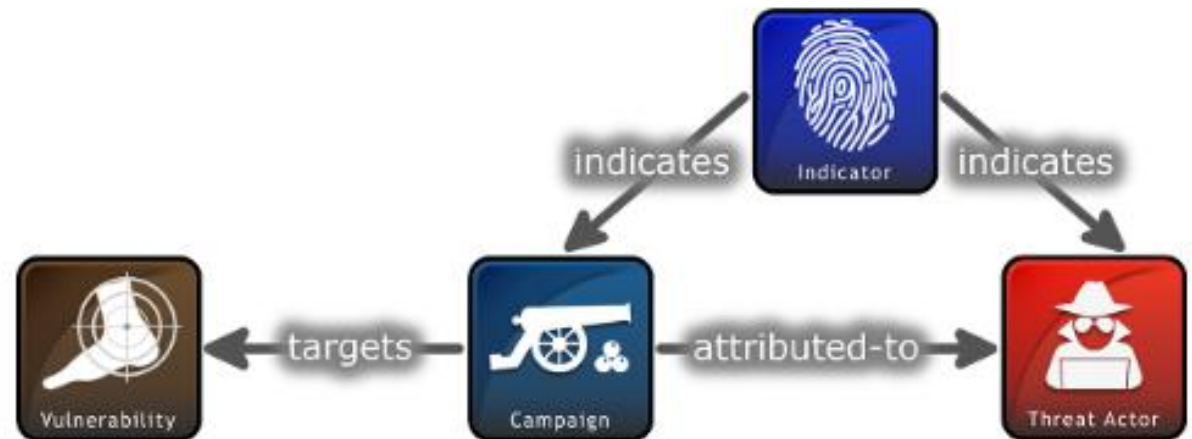 indicates
indicates
Indicator
targets
attributed-to
Vulnerability
Campaign
Threat Actor